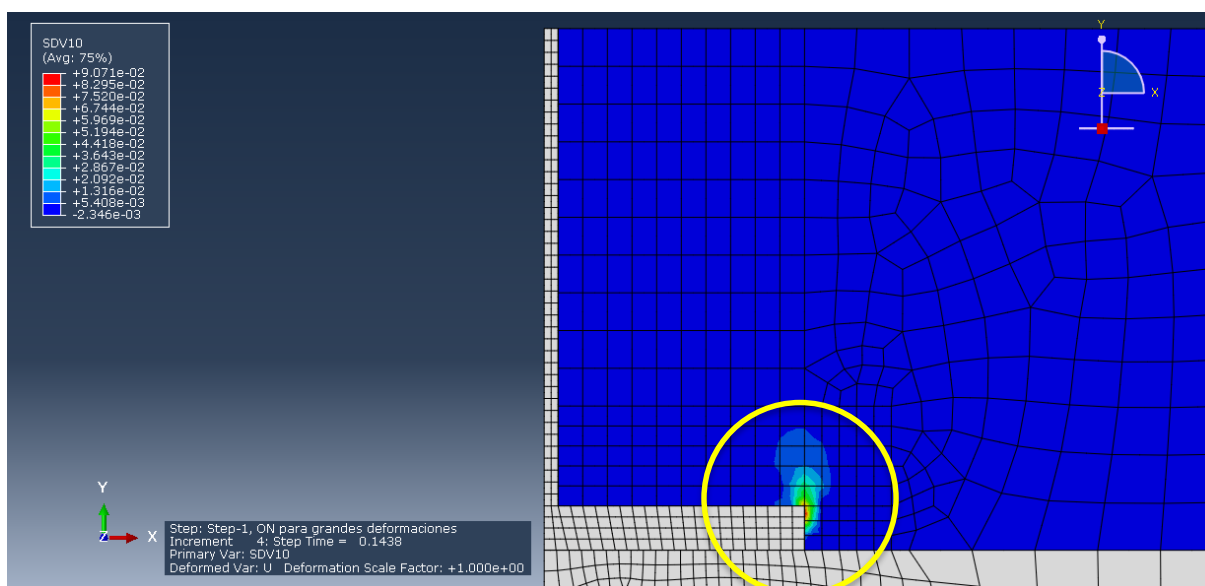 SDV10
(Avg: 75%)
+9.071e-02
+8.295e-02
+7.520e-02
+6.744e-02
+5.969e-02
+5.194e-02
+4.418e-02
+3.643e-02
+2.867e-02
+2.092e-02
+1.316e-02
+5.408e-03
-2.346e-03
Y
Z
X
Y
Z
X
Step: Step-1, ON para grandes deformaciones
Increment 4: Step Time = 0.1438
Primary Var: SDV10
Deformed Var: U Deformation Scale Factor: +1.000e+00